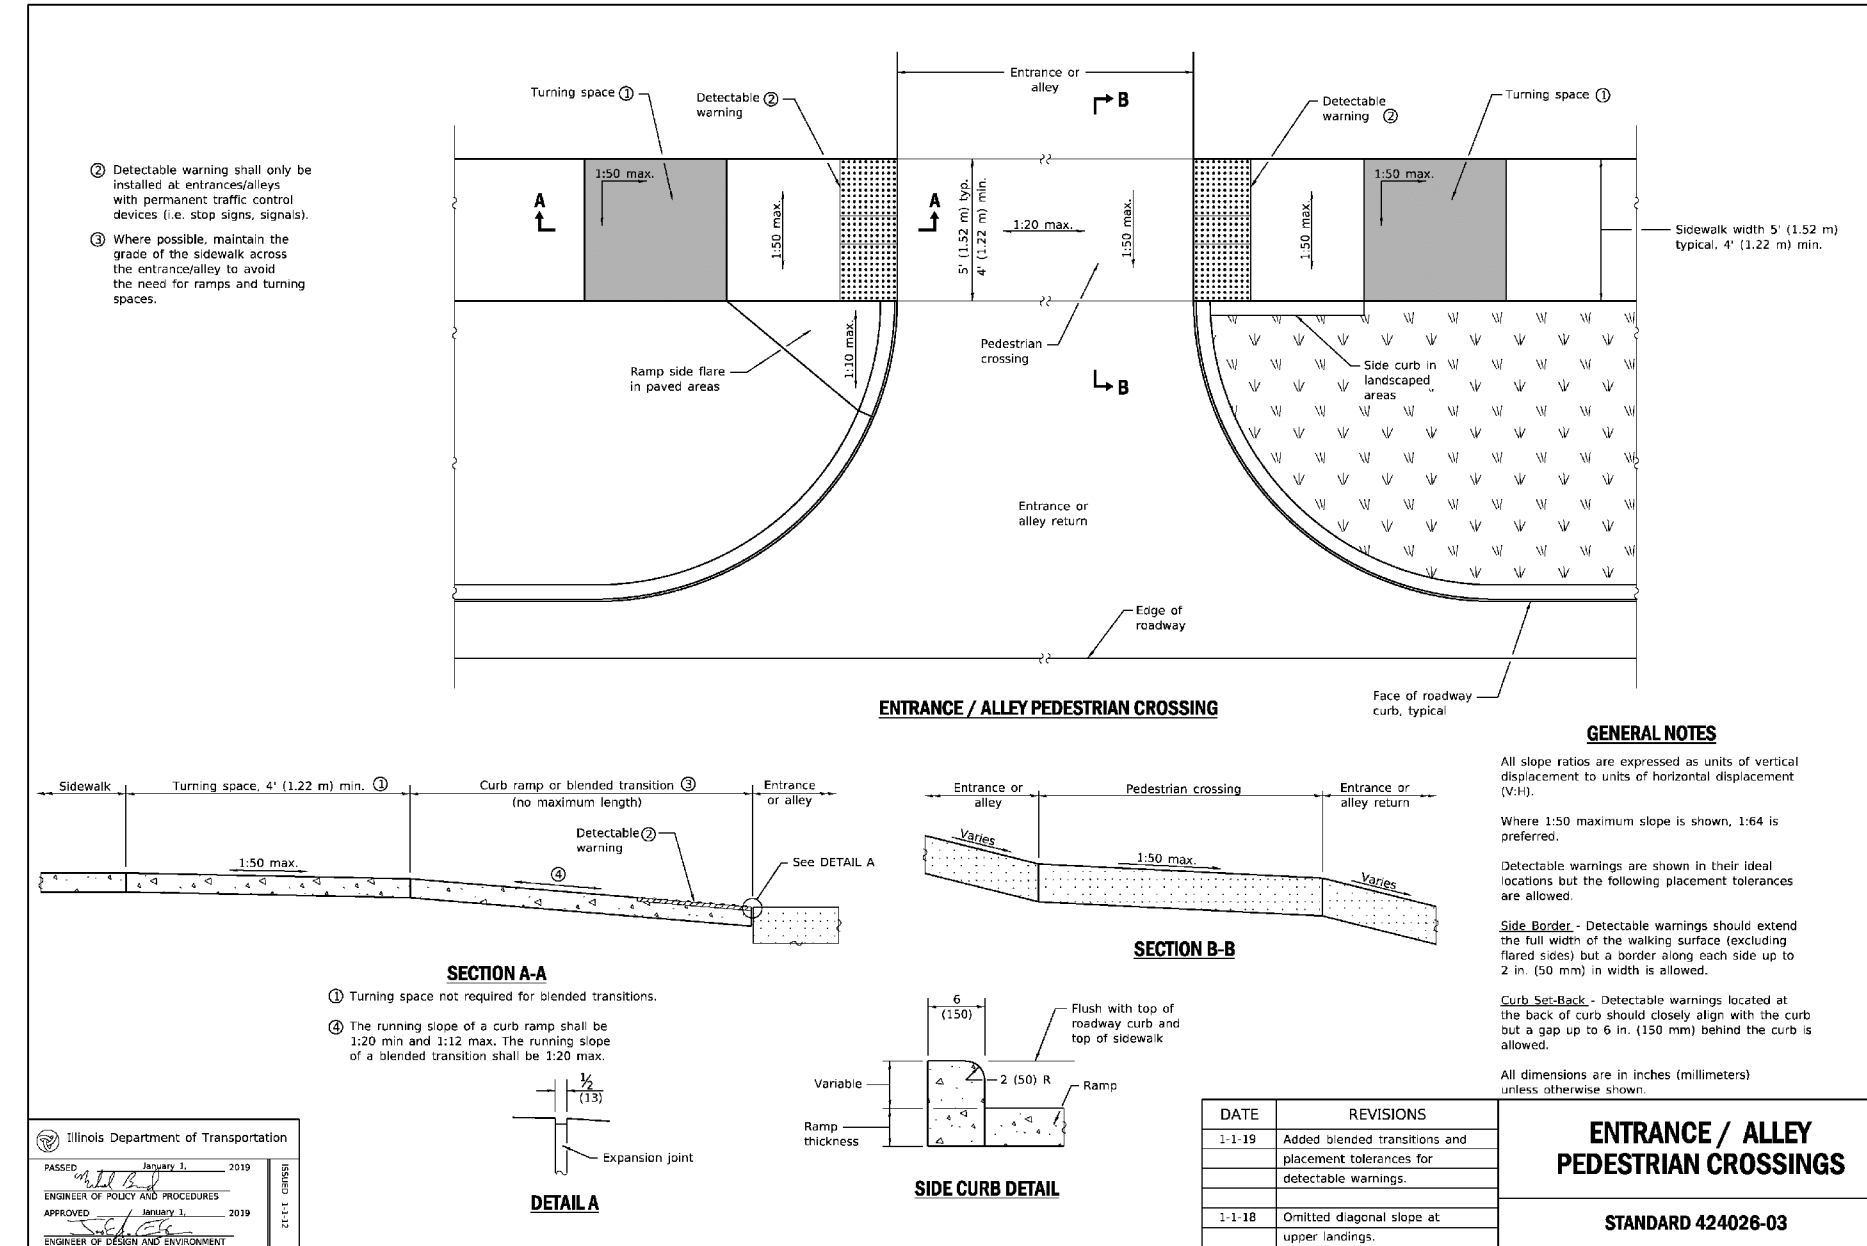 Entrance or
alley
B
Turning space ①
Detectable ②
warning
Detectable
warning ②
Turning space ①
② Detectable warning shall only be
installed at entrances/alleys
with permanent traffic control
devices (i.e. stop signs, signals).
③ Where possible, maintain the
grade of the sidewalk across
the entrance/alley to avoid
the need for ramps and turning
spaces.
1:50 max.
A
1:50 max.
A
5' (1.52 m) typ.
4' (1.22 m) min.
1:20 max.
1:50 max.
1:50 max.
1:50 max.
Sidewalk width 5' (1.52 m)
typical, 4' (1.22 m) min.
1:10 max.
Ramp side flare
in paved areas
Pedestrian
crossing
B
Side curb in
landscaped
areas
Entrance or
alley return
Edge of
roadway
Face of roadway
curb, typical
ENTRANCE / ALLEY PEDESTRIAN CROSSING
Sidewalk
Turning space, 4' (1.22 m) min. ①
Curb ramp or blended transition ③
(no maximum length)
Entrance
or alley
Detectable ②
warning
See DETAIL A
1:50 max.
④
SECTION A-A
① Turning space not required for blended transitions.
④ The running slope of a curb ramp shall be
1:20 min and 1:12 max. The running slope
of a blended transition shall be 1:20 max.
½
(13)
Expansion joint
DETAIL A
Entrance or
alley
Pedestrian crossing
Entrance or
alley return
Varies
1:50 max.
Varies
SECTION B-B
6
(150)
Flush with top of
roadway curb and
top of sidewalk
2 (50) R
Variable
Ramp
Ramp
thickness
SIDE CURB DETAIL
GENERAL NOTES
All slope ratios are expressed as units of vertical
displacement to units of horizontal displacement
(V:H).
Where 1:50 maximum slope is shown, 1:64 is
preferred.
Detectable warnings are shown in their ideal
locations but the following placement tolerances
are allowed.
Side Border - Detectable warnings should extend
the full width of the walking surface (excluding
flared sides) but a border along each side up to
2 in. (50 mm) in width is allowed.
Curb Set-Back - Detectable warnings located at
the back of curb should closely align with the curb
but a gap up to 6 in. (150 mm) behind the curb is
allowed.
All dimensions are in inches (millimeters)
unless otherwise shown.
Illinois Department of Transportation
PASSED January 1, 2019
ENGINEER OF POLICY AND PROCEDURES
APPROVED January 1, 2019
ENGINEER OF DESIGN AND ENVIRONMENT
ISSUED 1-1-12
DATE REVISIONS
1-1-19 Added blended transitions and
placement tolerances for
detectable warnings.
1-1-18 Omitted diagonal slope at
upper landings.
ENTRANCE / ALLEY
PEDESTRIAN CROSSINGS
STANDARD 424026-03